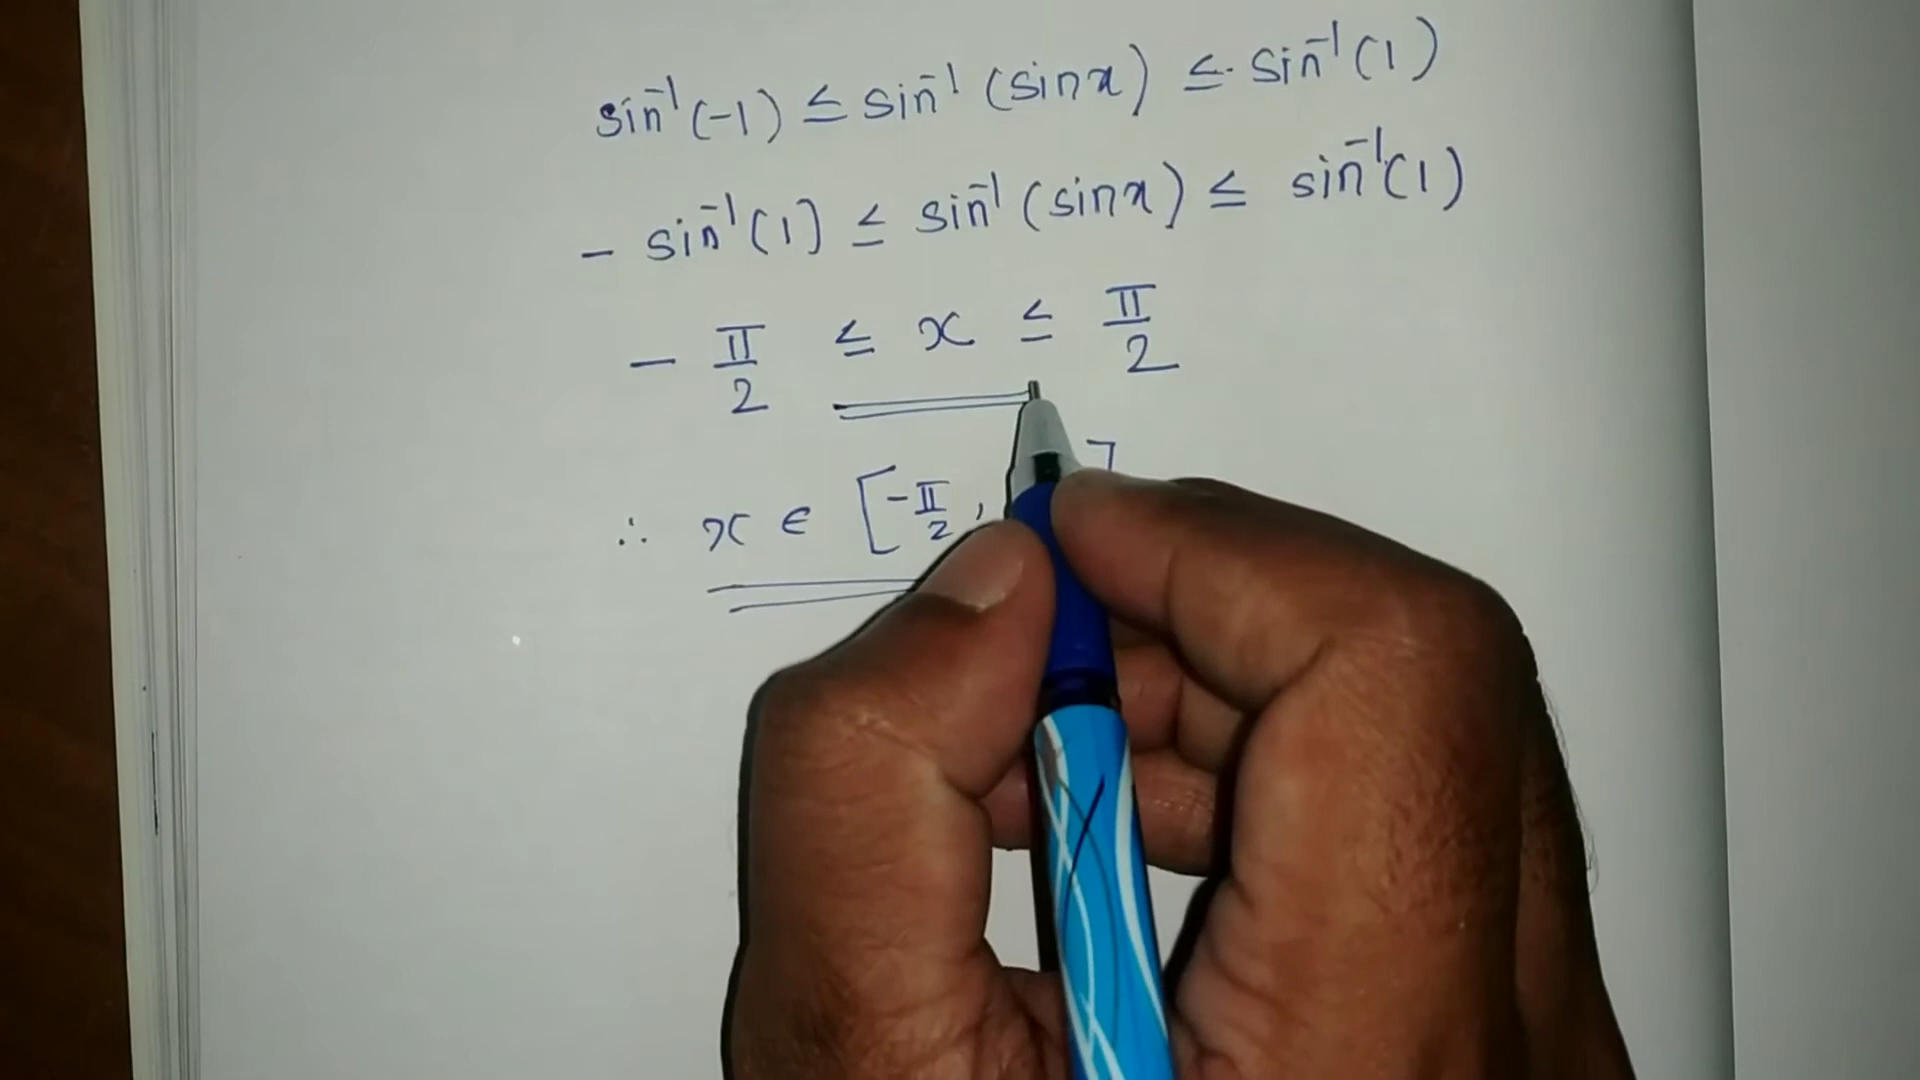 sin⁻¹(-1) ≤ sin⁻¹(sinx) ≤ sin⁻¹(1)
- sin⁻¹(1) ≤ sin⁻¹(sinx) ≤ sin⁻¹(1)
- π/2 ≤ x ≤ π/2
∴ x ∈ [-π/2, ]